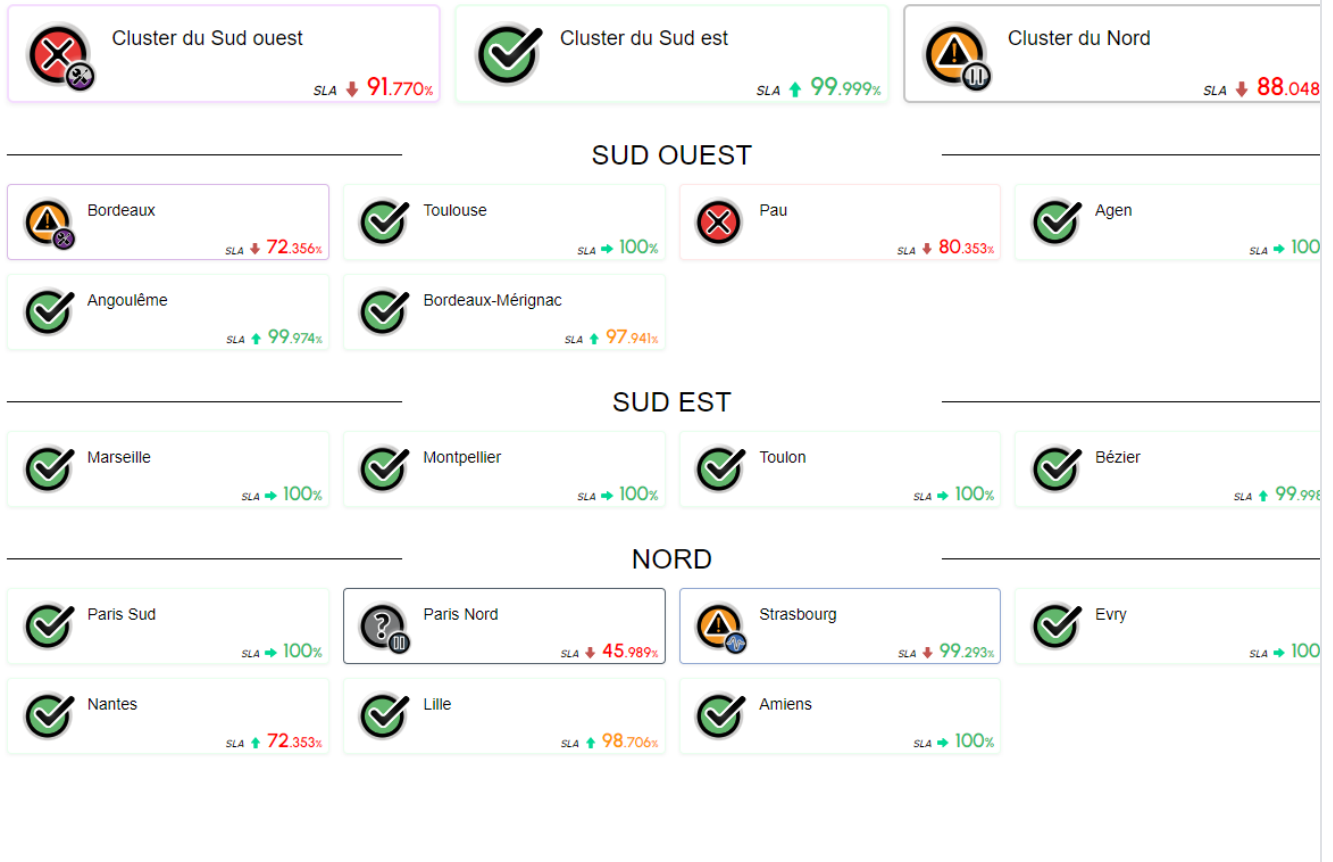 Cluster du Sud ouest
SLA 91.770%
Cluster du Sud est
SLA 99.999%
Cluster du Nord
SLA 88.048
SUD OUEST
Bordeaux
SLA 72.356%
Toulouse
SLA 100%
Pau
SLA 80.353%
Agen
SLA 100
Angoulême
SLA 99.974%
Bordeaux-Mérignac
SLA 97.941%
SUD EST
Marseille
SLA 100%
Montpellier
SLA 100%
Toulon
SLA 100%
Bézier
SLA 99.998
NORD
Paris Sud
SLA 100%
?
Paris Nord
SLA 45.989%
Strasbourg
SLA 99.293%
Evry
SLA 100
Nantes
SLA 72.353%
Lille
SLA 98.706%
Amiens
SLA 100%